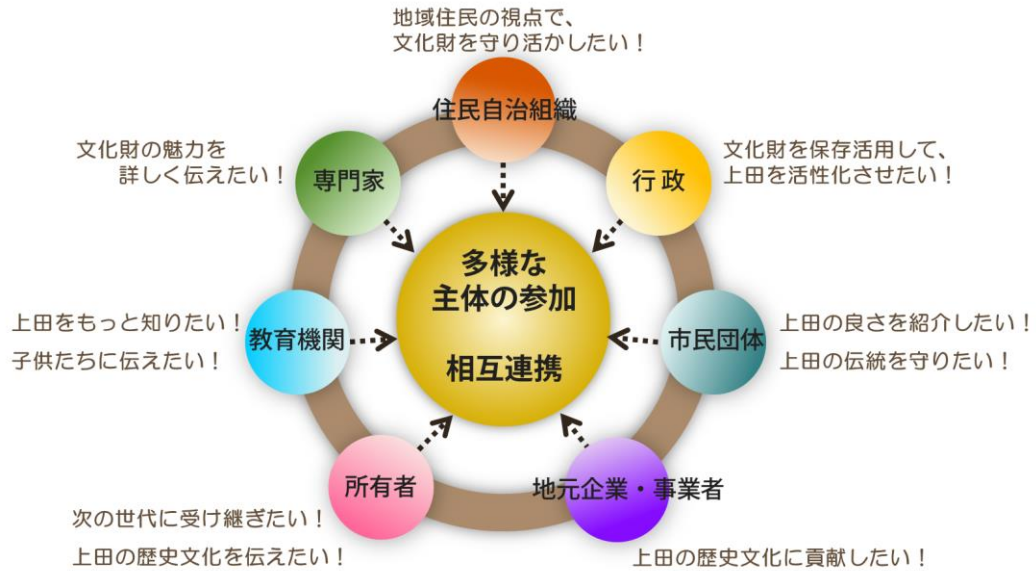 地域住民の視点で、
文化財を守り活かしたい！
住民自治組織
文化財の魅力を
詳しく伝えたい！
専門家
行政
文化財を保存活用して、
上田を活性化させたい！
多様な
主体の参加
相互連携
上田をもっと知りたい！
子供たちに伝えたい！
教育機関
市民団体
上田の良さを紹介したい！
上田の伝統を守りたい！
所有者
次の世代に受け継ぎたい！
上田の歴史文化を伝えたい！
地元企業・事業者
上田の歴史文化に貢献したい！